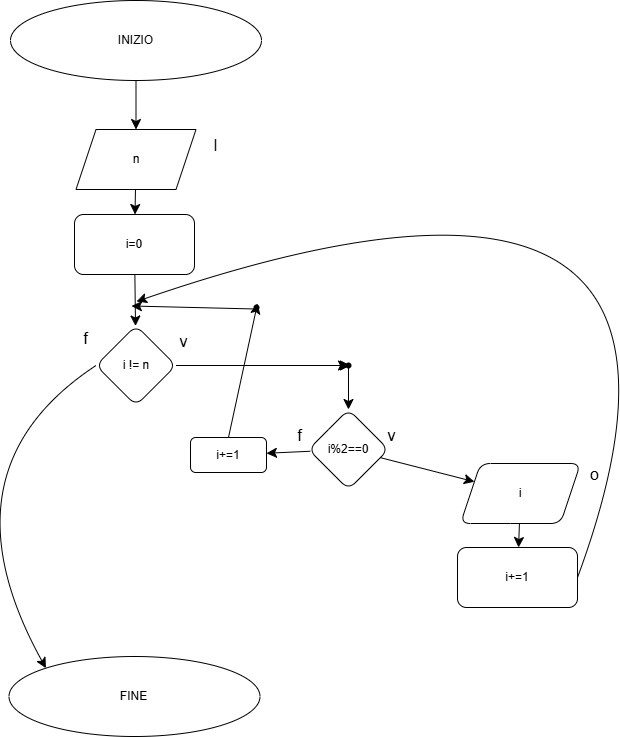 INIZIO
n
I
i=0
f
v
i != n
f
v
i%2==0
i+=1
i
o
i+=1
FINE